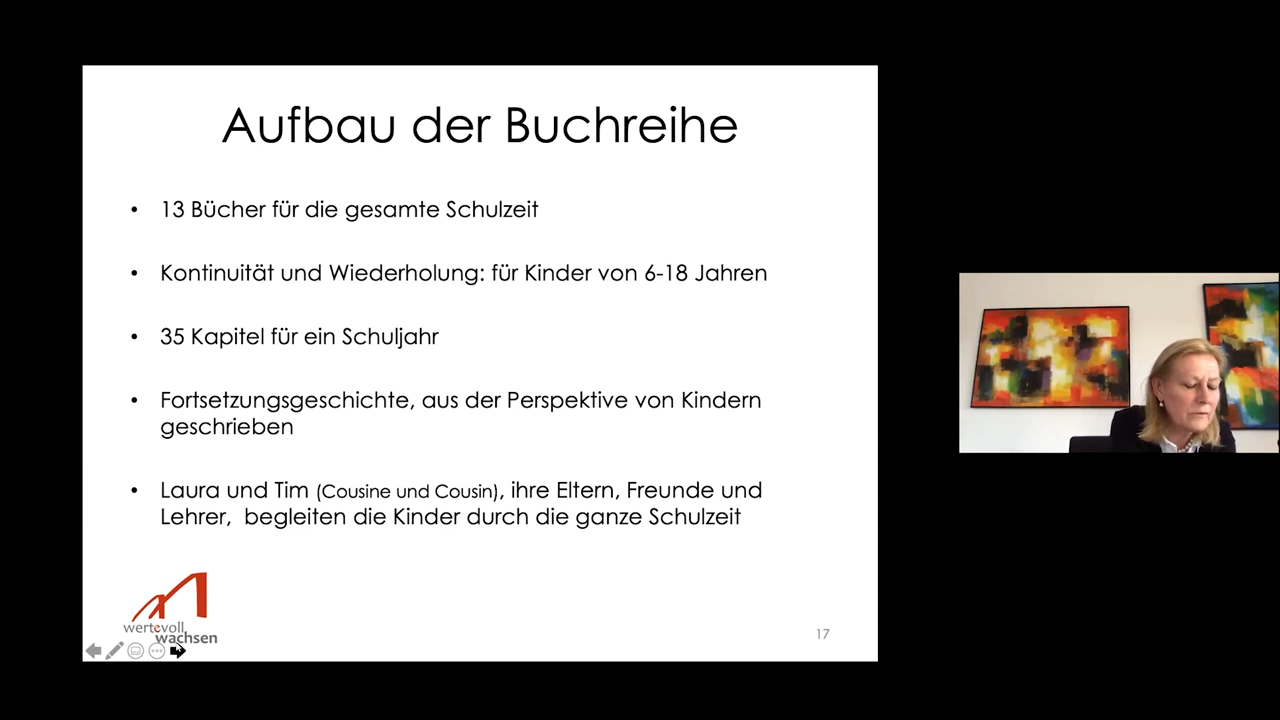 Aufbau der Buchreihe
• 13 Bücher für die gesamte Schulzeit
• Kontinuität und Wiederholung: für Kinder von 6-18 Jahren
• 35 Kapitel für ein Schuljahr
• Fortsetzungsgeschichte, aus der Perspektive von Kindern
geschrieben
• Laura und Tim (Cousine und Cousin), ihre Eltern, Freunde und
Lehrer,  begleiten die Kinder durch die ganze Schulzeit
wertevoll
wachsen
17